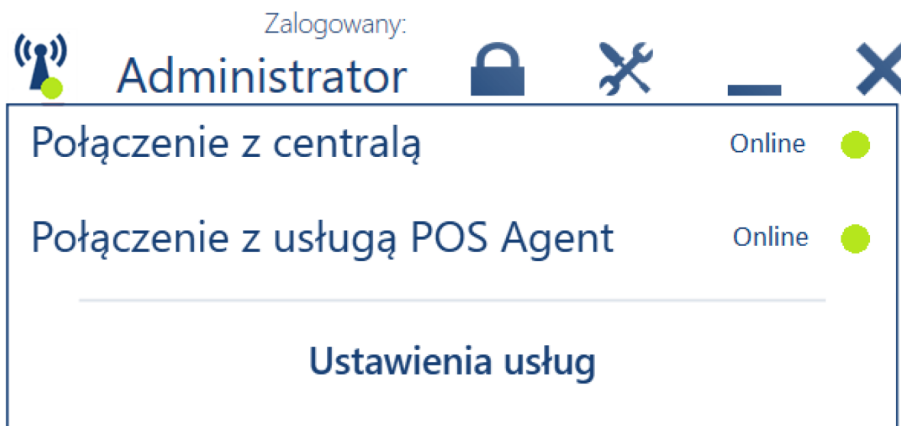 Zalogowany:
Administrator
Połączenie z centralą Online
Połączenie z usługą POS Agent Online
Ustawienia usług